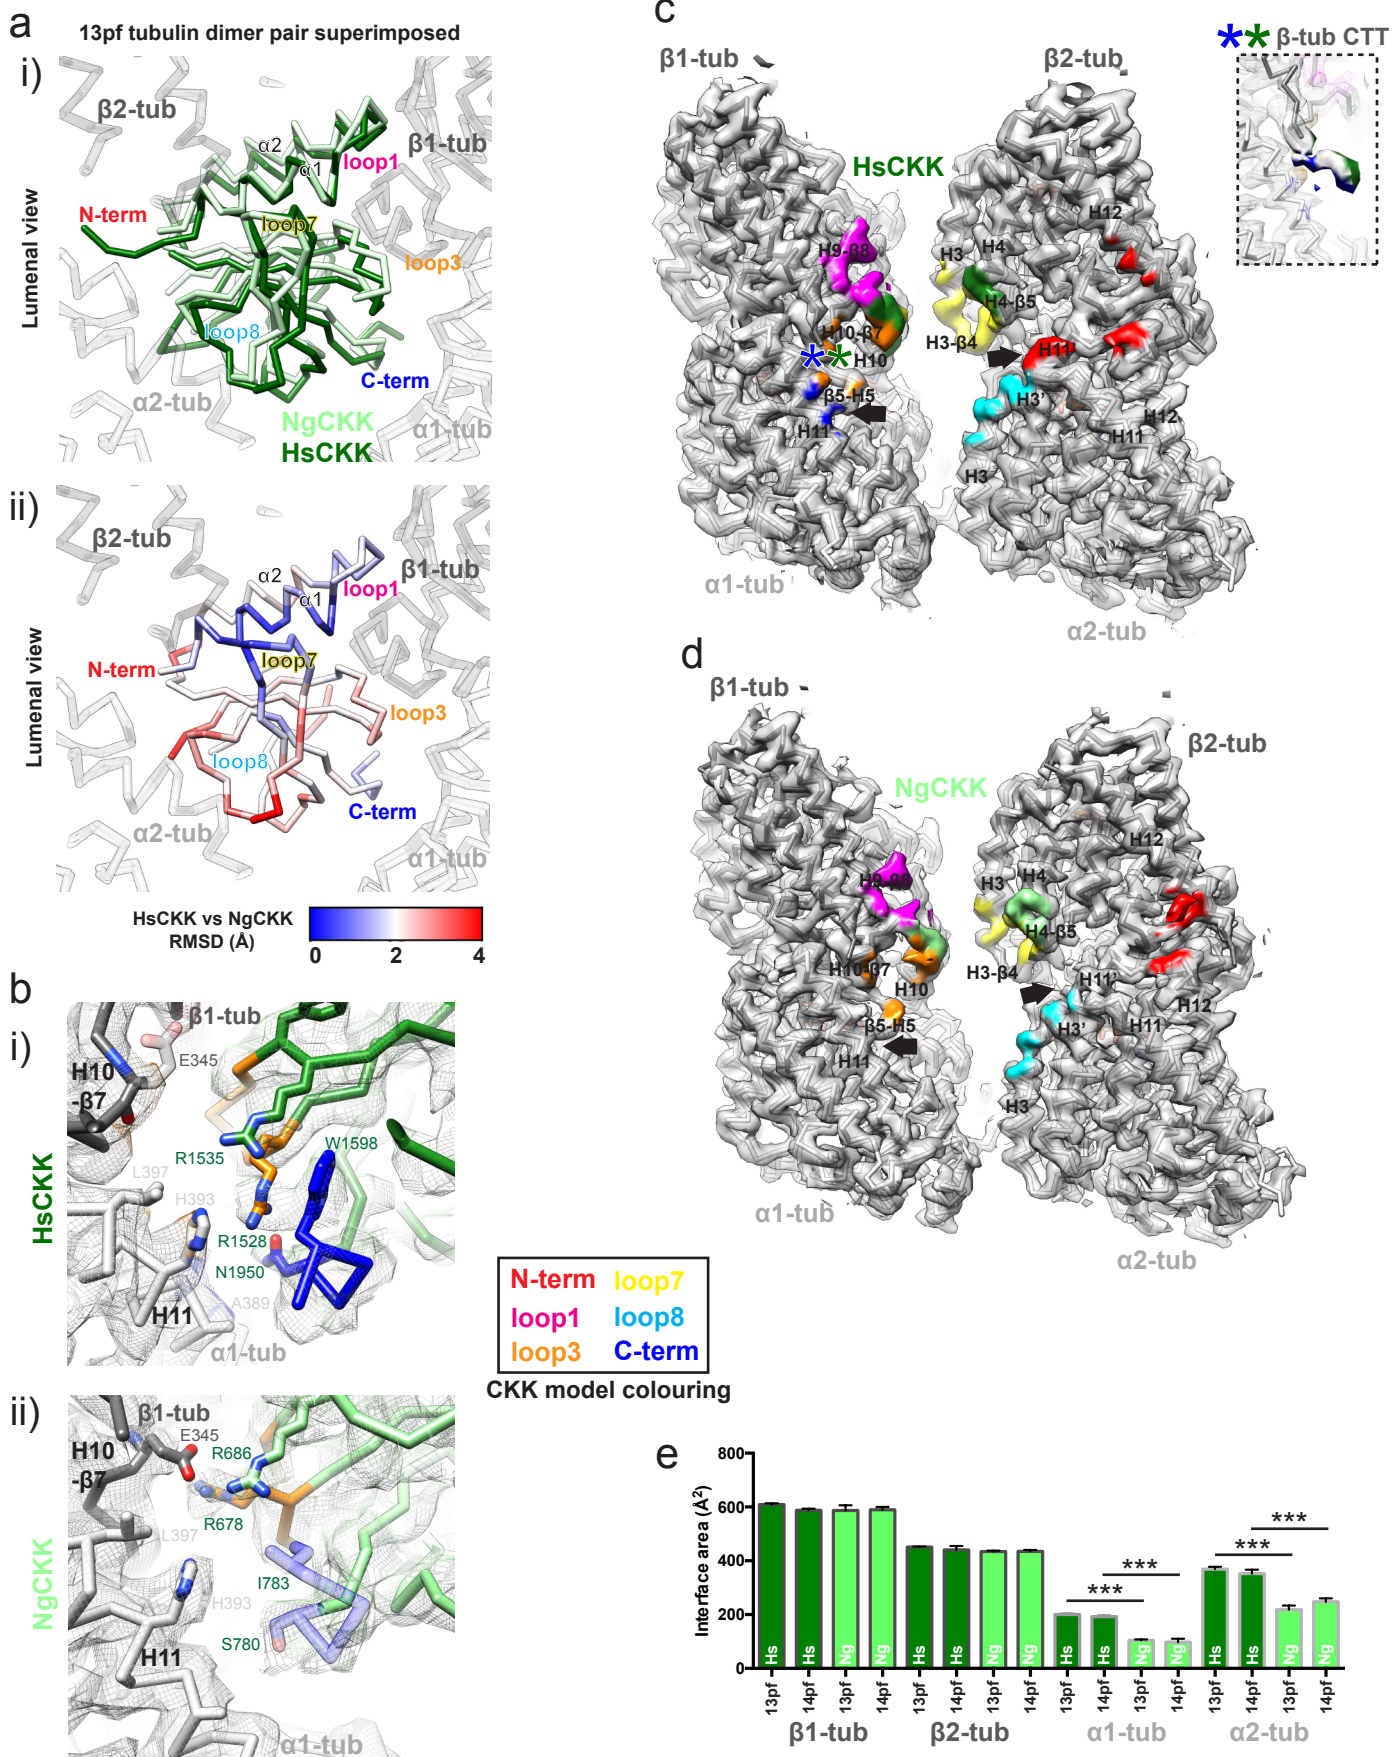 a
13pf tubulin dimer pair superimposed
i)
Lumenal view
β2-tub
α2
α1
loop1
β1-tub
N-term
loop7
loop3
loop8
C-term
α2-tub
α1-tub
NgCKK
HsCKK
ii)
Lumenal view
β2-tub
α2
α1
loop1
β1-tub
N-term
loop7
loop3
loop8
C-term
α2-tub
α1-tub
HsCKK vs NgCKK
RMSD (Å)
0 2 4
b
i)
HsCKK
β1-tub
E345
H10
-β7
R1535
W1598
L397
H393
R1528
N1950
A389
H11
α1-tub
ii)
NgCKK
β1-tub
E345
R686
H10
-β7
R678
L397
I783
H393
S780
H11
α1-tub
c
β1-tub
β2-tub
** β-tub CTT
HsCKK
H9-β8
H10-β7
**
H10
β5-H5
H11'
H12
H3
H4
H4-β5
H3-β4
H11'
H3'
H12
H11
H3
α1-tub
α2-tub
d
β1-tub
β2-tub
NgCKK
H9-β8
H10-β7
H10
β5-H5
H11
H12
H3
H4
H4-β5
H3-β4
H11'
H12
H3'
H11
H3
α1-tub
α2-tub
N-term loop7
loop1 loop8
loop3 C-term
CKK model colouring
e
Interface area (Å²)
800
600
400
200
0
*** *** *** ***
Hs Hs Ng Ng Hs Hs Ng Ng Hs Hs Ng Ng Hs Hs Ng Ng
13pf 14pf 13pf 14pf 13pf 14pf 13pf 14pf 13pf 14pf 13pf 14pf 13pf 14pf 13pf 14pf
β1-tub β2-tub α1-tub α2-tub